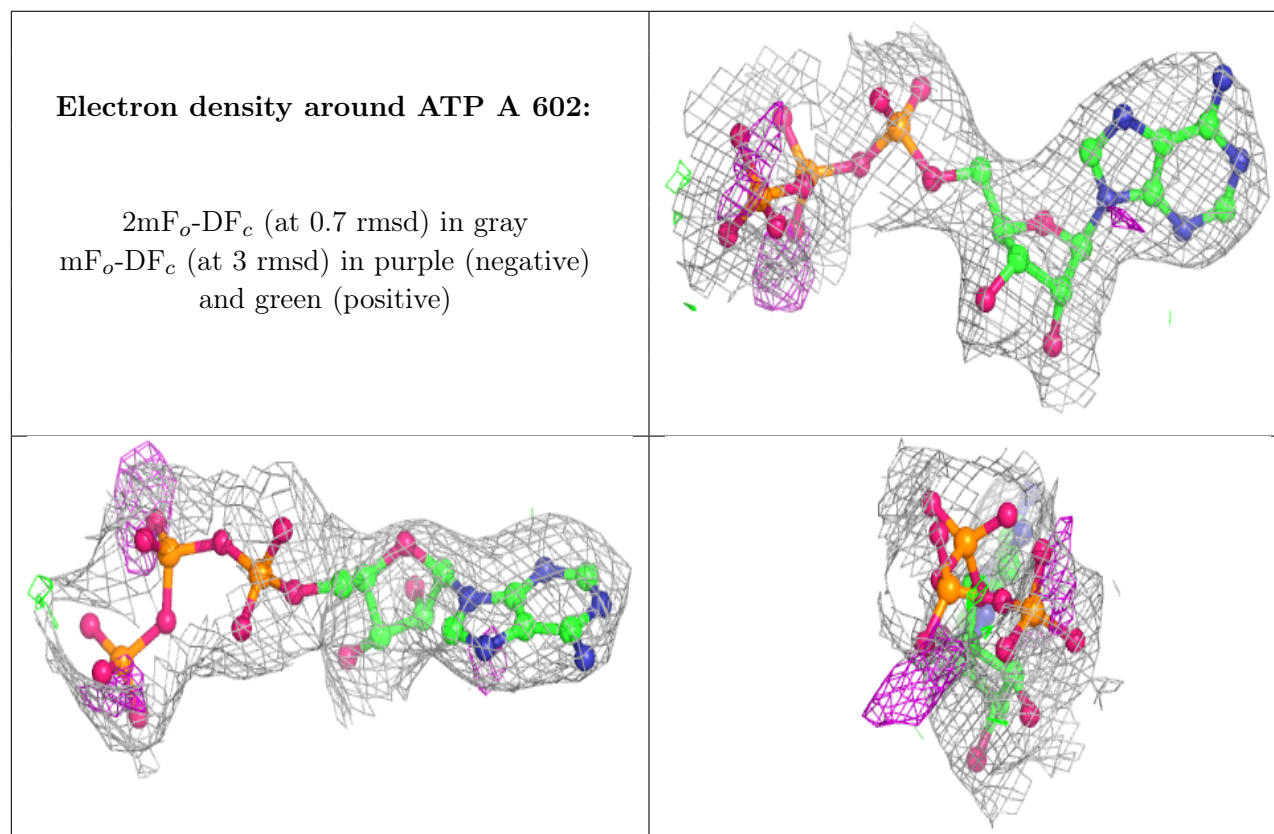 Electron density around ATP A 602:
2mFₒ-DF𝒸 (at 0.7 rmsd) in gray
mFₒ-DF𝒸 (at 3 rmsd) in purple (negative)
and green (positive)